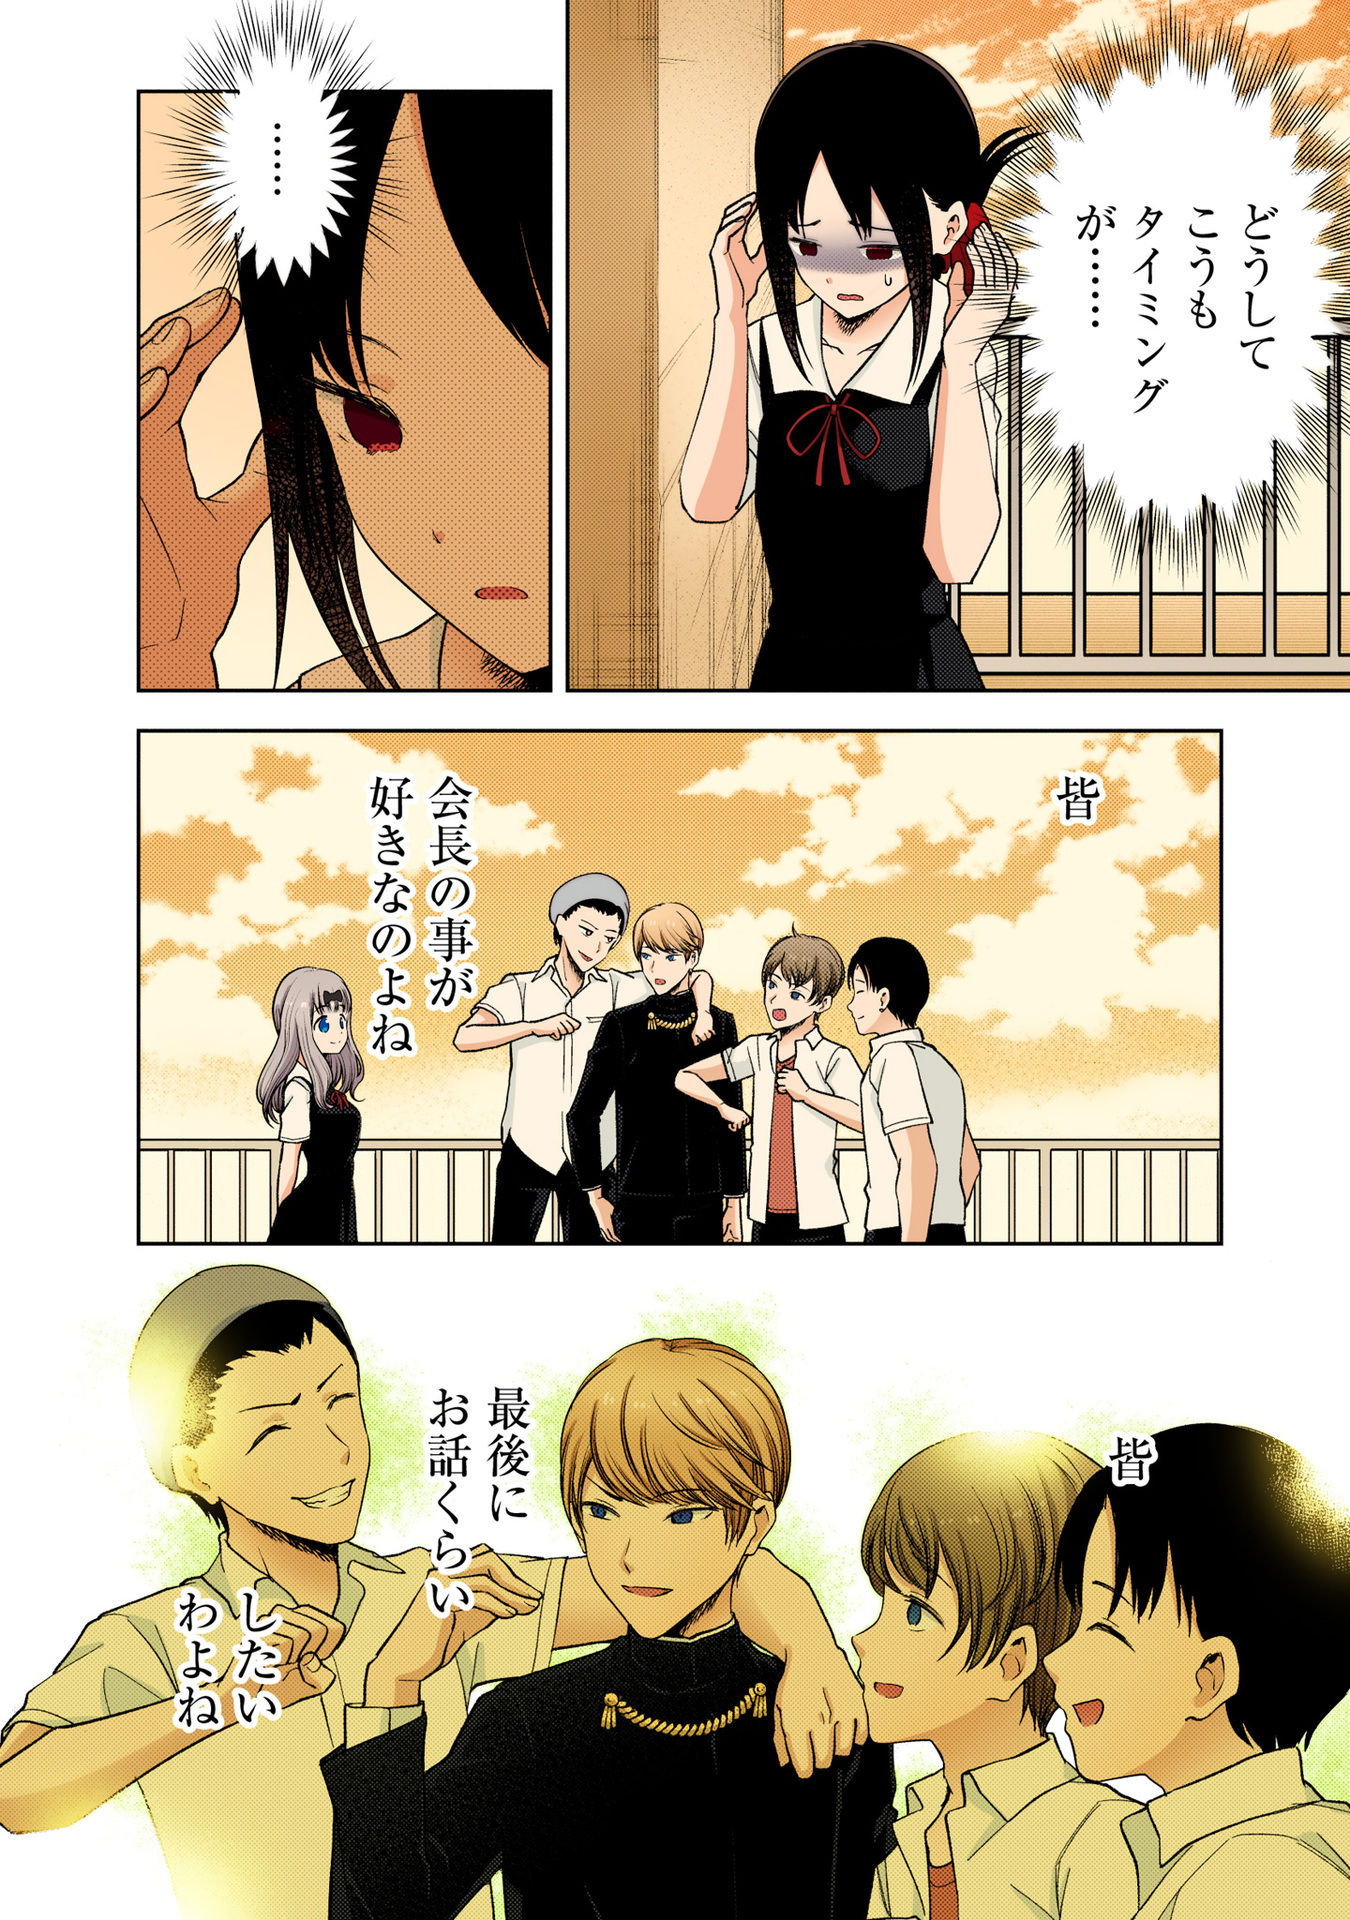 どうして
こうも
タイミング
が……
……
皆
会長の事が
好きなのよね
皆
最後に
お話くらい
したい
わよね